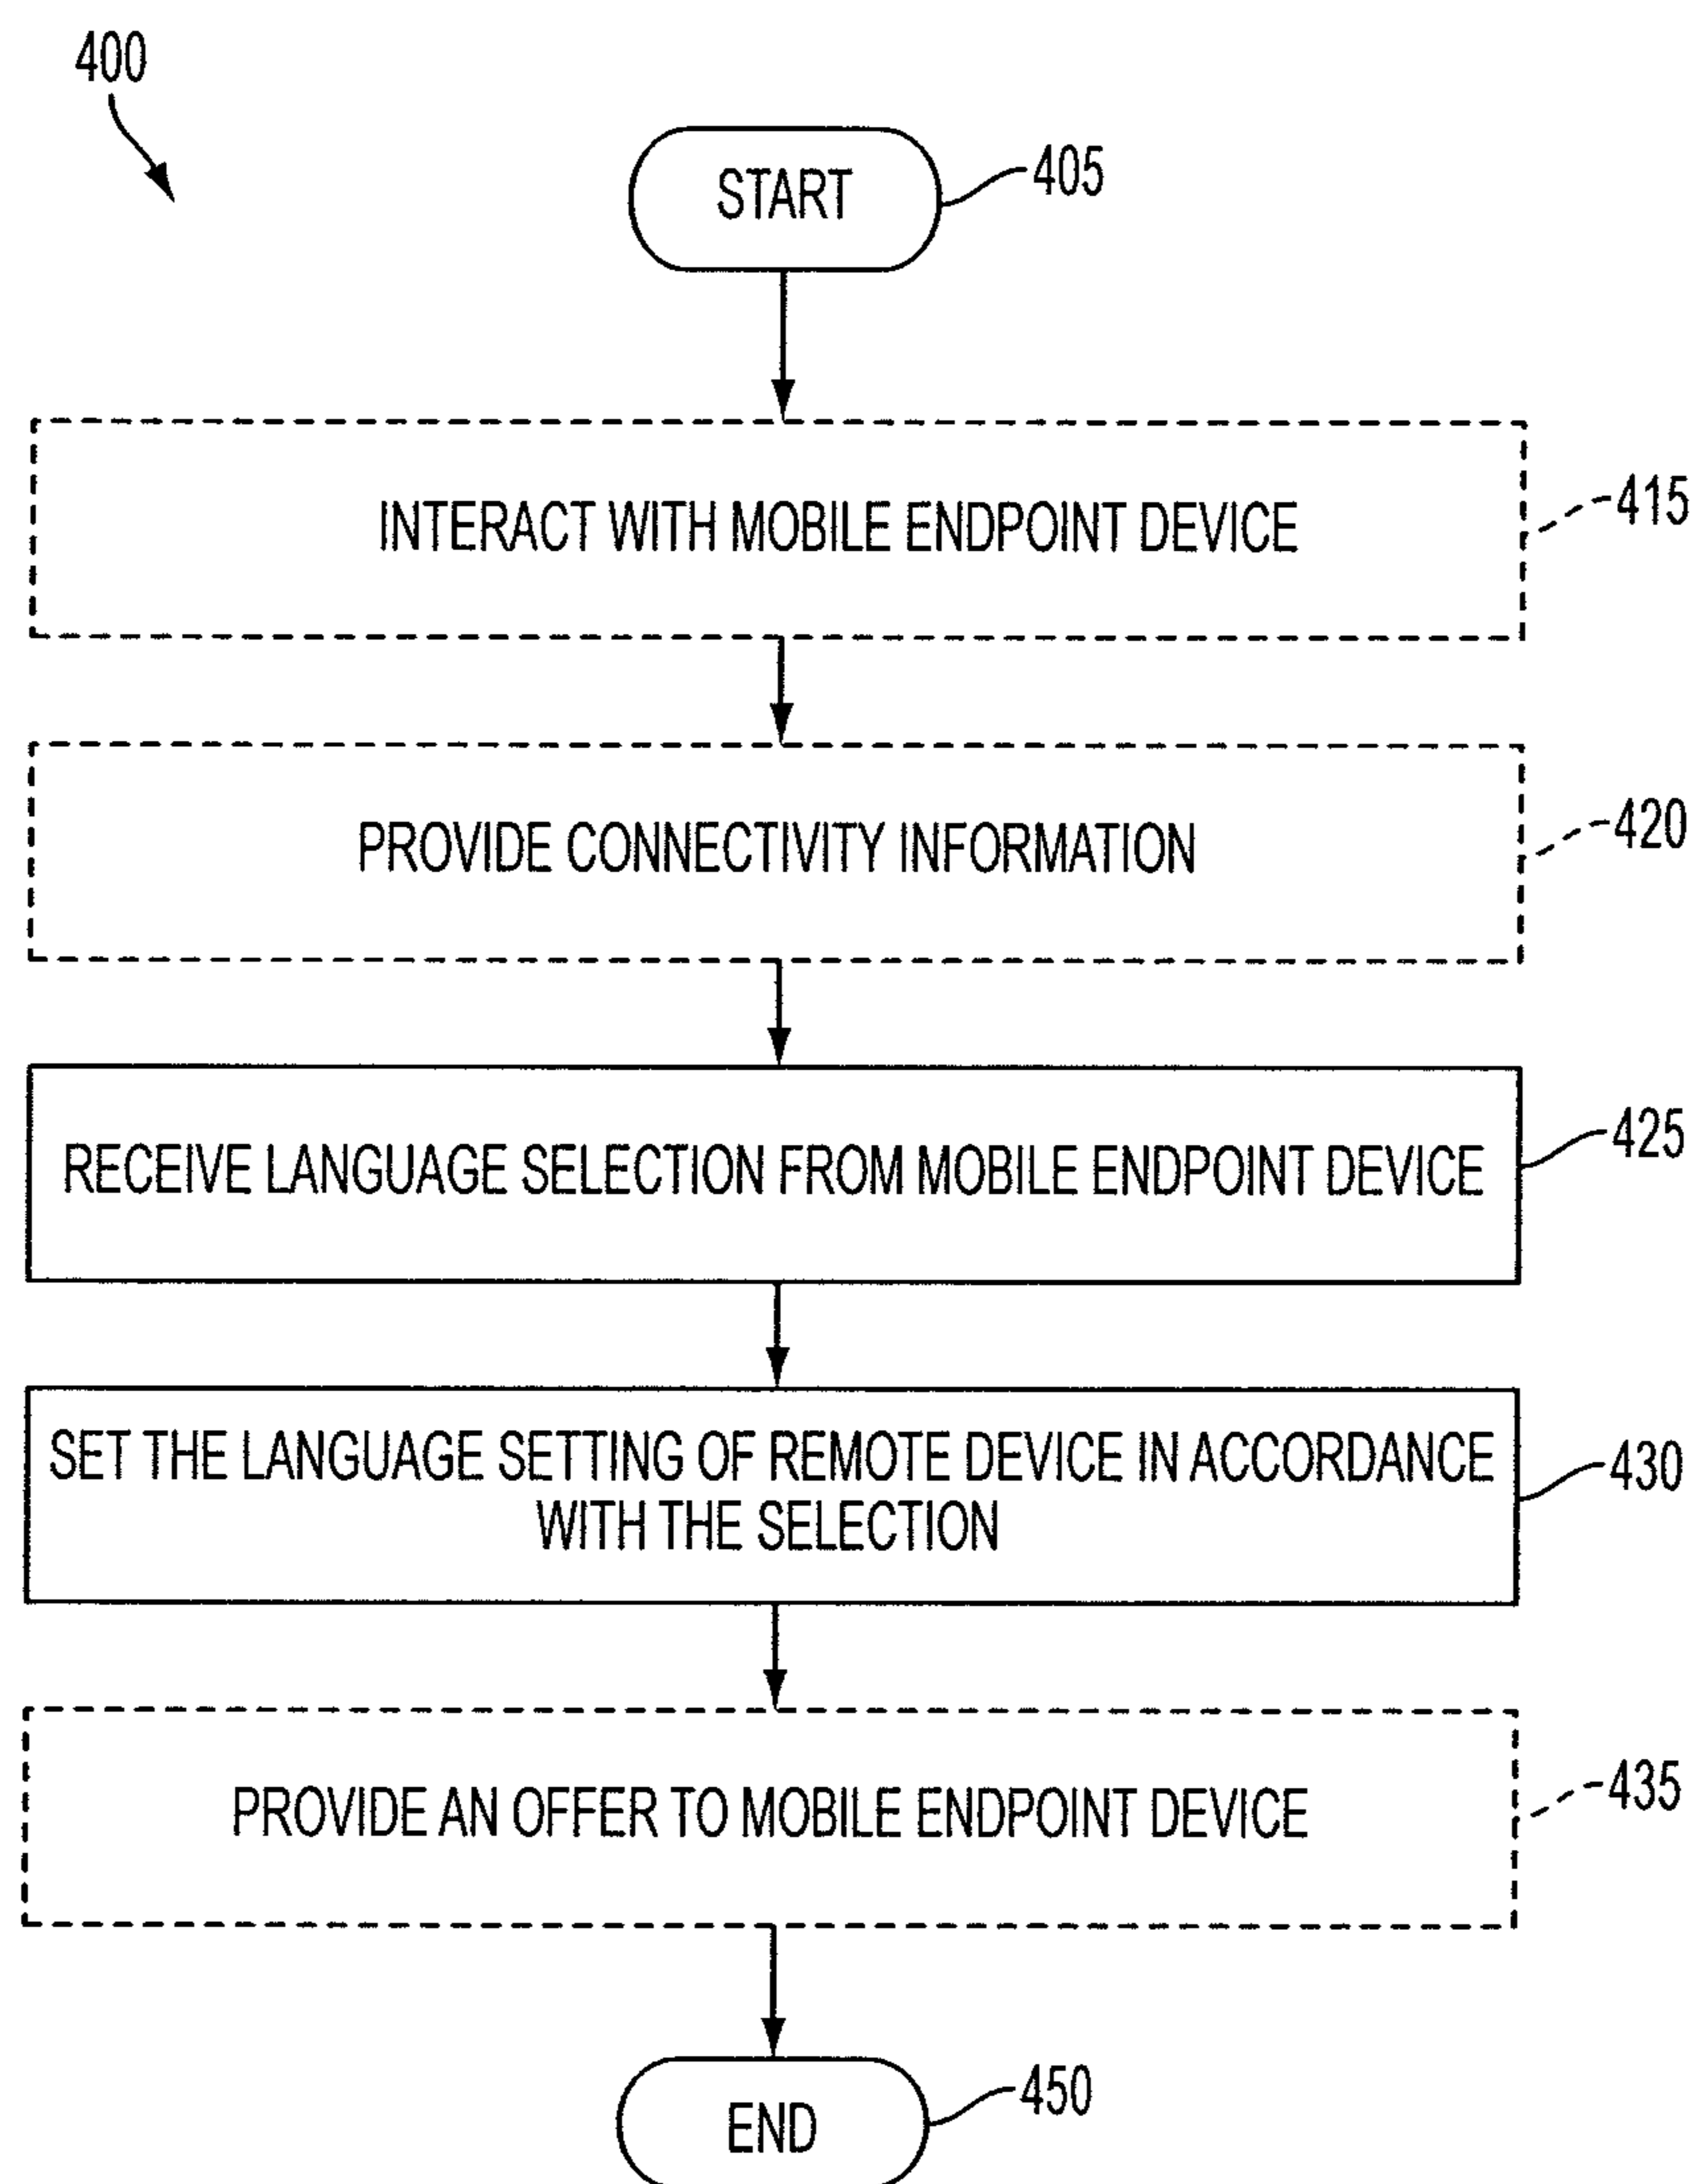 400
START
405
INTERACT WITH MOBILE ENDPOINT DEVICE
415
PROVIDE CONNECTIVITY INFORMATION
420
RECEIVE LANGUAGE SELECTION FROM MOBILE ENDPOINT DEVICE
425
SET THE LANGUAGE SETTING OF REMOTE DEVICE IN ACCORDANCE
WITH THE SELECTION
430
PROVIDE AN OFFER TO MOBILE ENDPOINT DEVICE
435
END
450